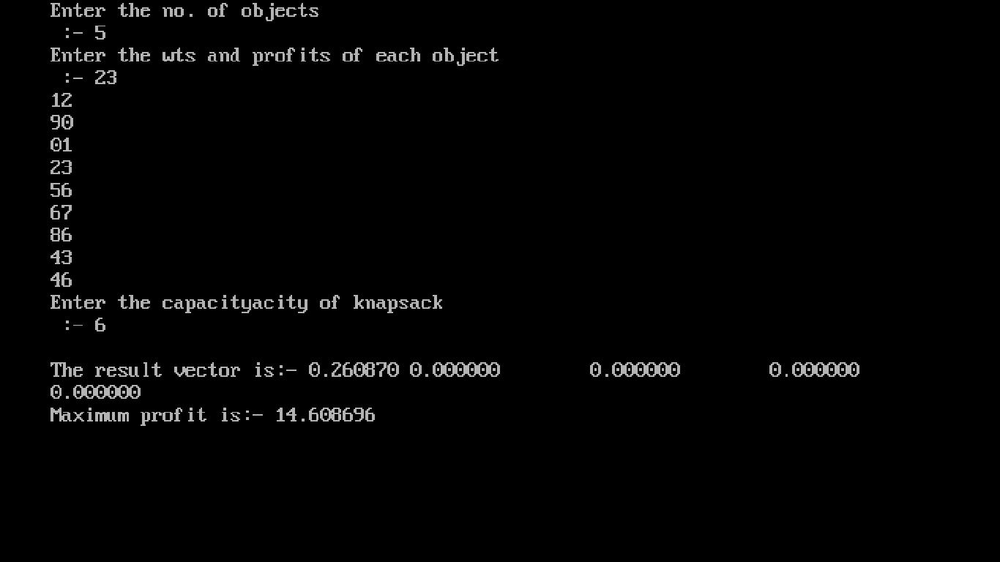 Enter the no. of objects
:- 5
Enter the wts and profits of each object
:- 23
12
90
01
23
56
67
86
43
46
Enter the capacityacity of knapsack
:- 6
The result vector is:- 0.260870 0.000000 0.000000 0.000000
0.000000
Maximum profit is:- 14.608696